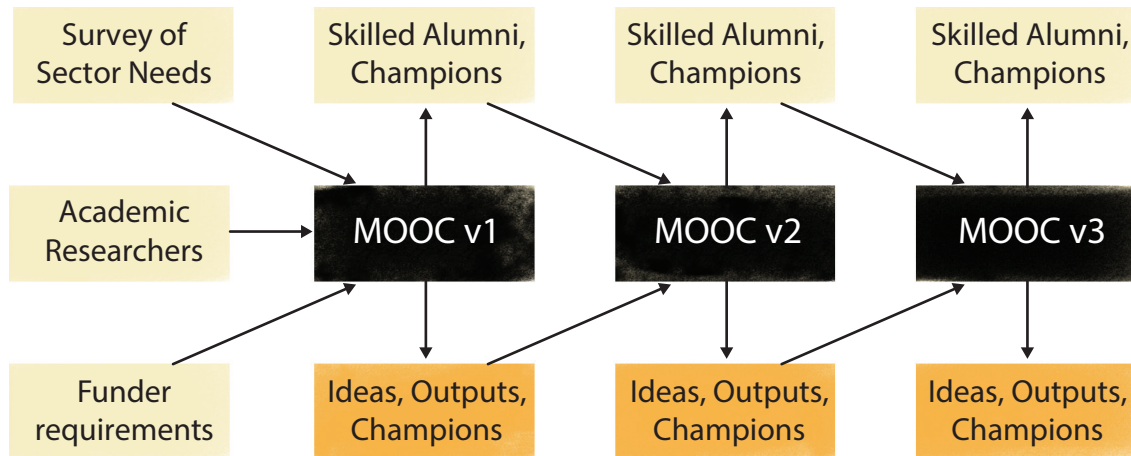 Survey of
Sector Needs
Skilled Alumni,
Champions
Skilled Alumni,
Champions
Skilled Alumni,
Champions
Academic
Researchers
MOOC v1
MOOC v2
MOOC v3
Funder
requirements
Ideas, Outputs,
Champions
Ideas, Outputs,
Champions
Ideas, Outputs,
Champions